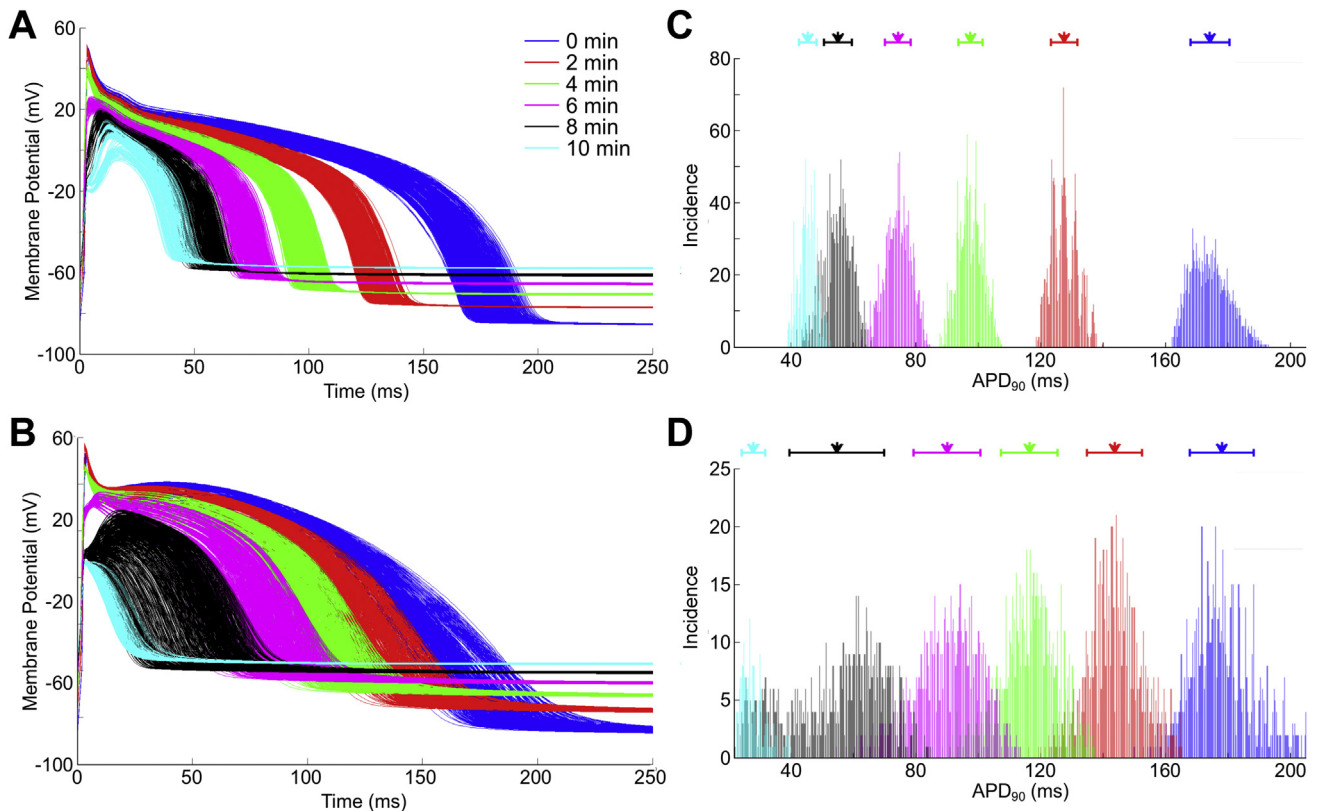 A
60
20
-20
-60
-100
Membrane Potential (mV)
0 50 100 150 200 250
Time (ms)
0 min
2 min
4 min
6 min
8 min
10 min
C
80
60
40
20
0
Incidence
40 80 120 160 200
APD90 (ms)
B
60
20
-20
-60
-100
Membrane Potential (mV)
0 50 100 150 200 250
Time (ms)
D
25
20
15
10
5
0
Incidence
40 80 120 160 200
APD90 (ms)